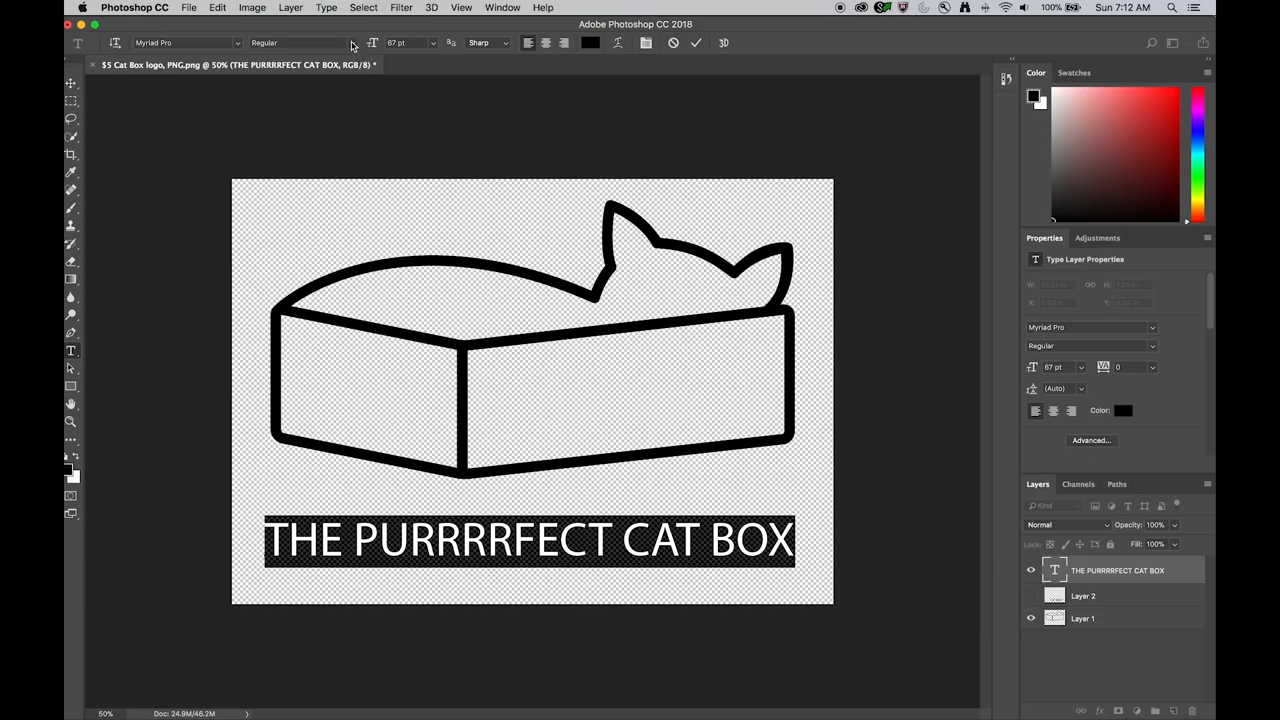 Photoshop CC File Edit Image Layer Type Select Filter 3D View Window Help 100% Sun 7:12 AM
Adobe Photoshop CC 2018
Myriad Pro Regular 67 pt Sharp 3D
$5 Cat Box logo, PNG.png @ 50% (THE PURRRRFECT CAT BOX, RGB/8) *
Color Swatches
Properties Adjustments
Type Layer Properties
W: H:
X: Y:
Myriad Pro
Regular
67 pt VA 0
(Auto)
Color:
Advanced...
THE PURRRRFECT CAT BOX
Layers Channels Paths
Kind
Normal Opacity: 100%
Lock: Fill: 100%
THE PURRRRFECT CAT BOX
Layer 2
Layer 1
50% Doc: 24.9M/46.2M